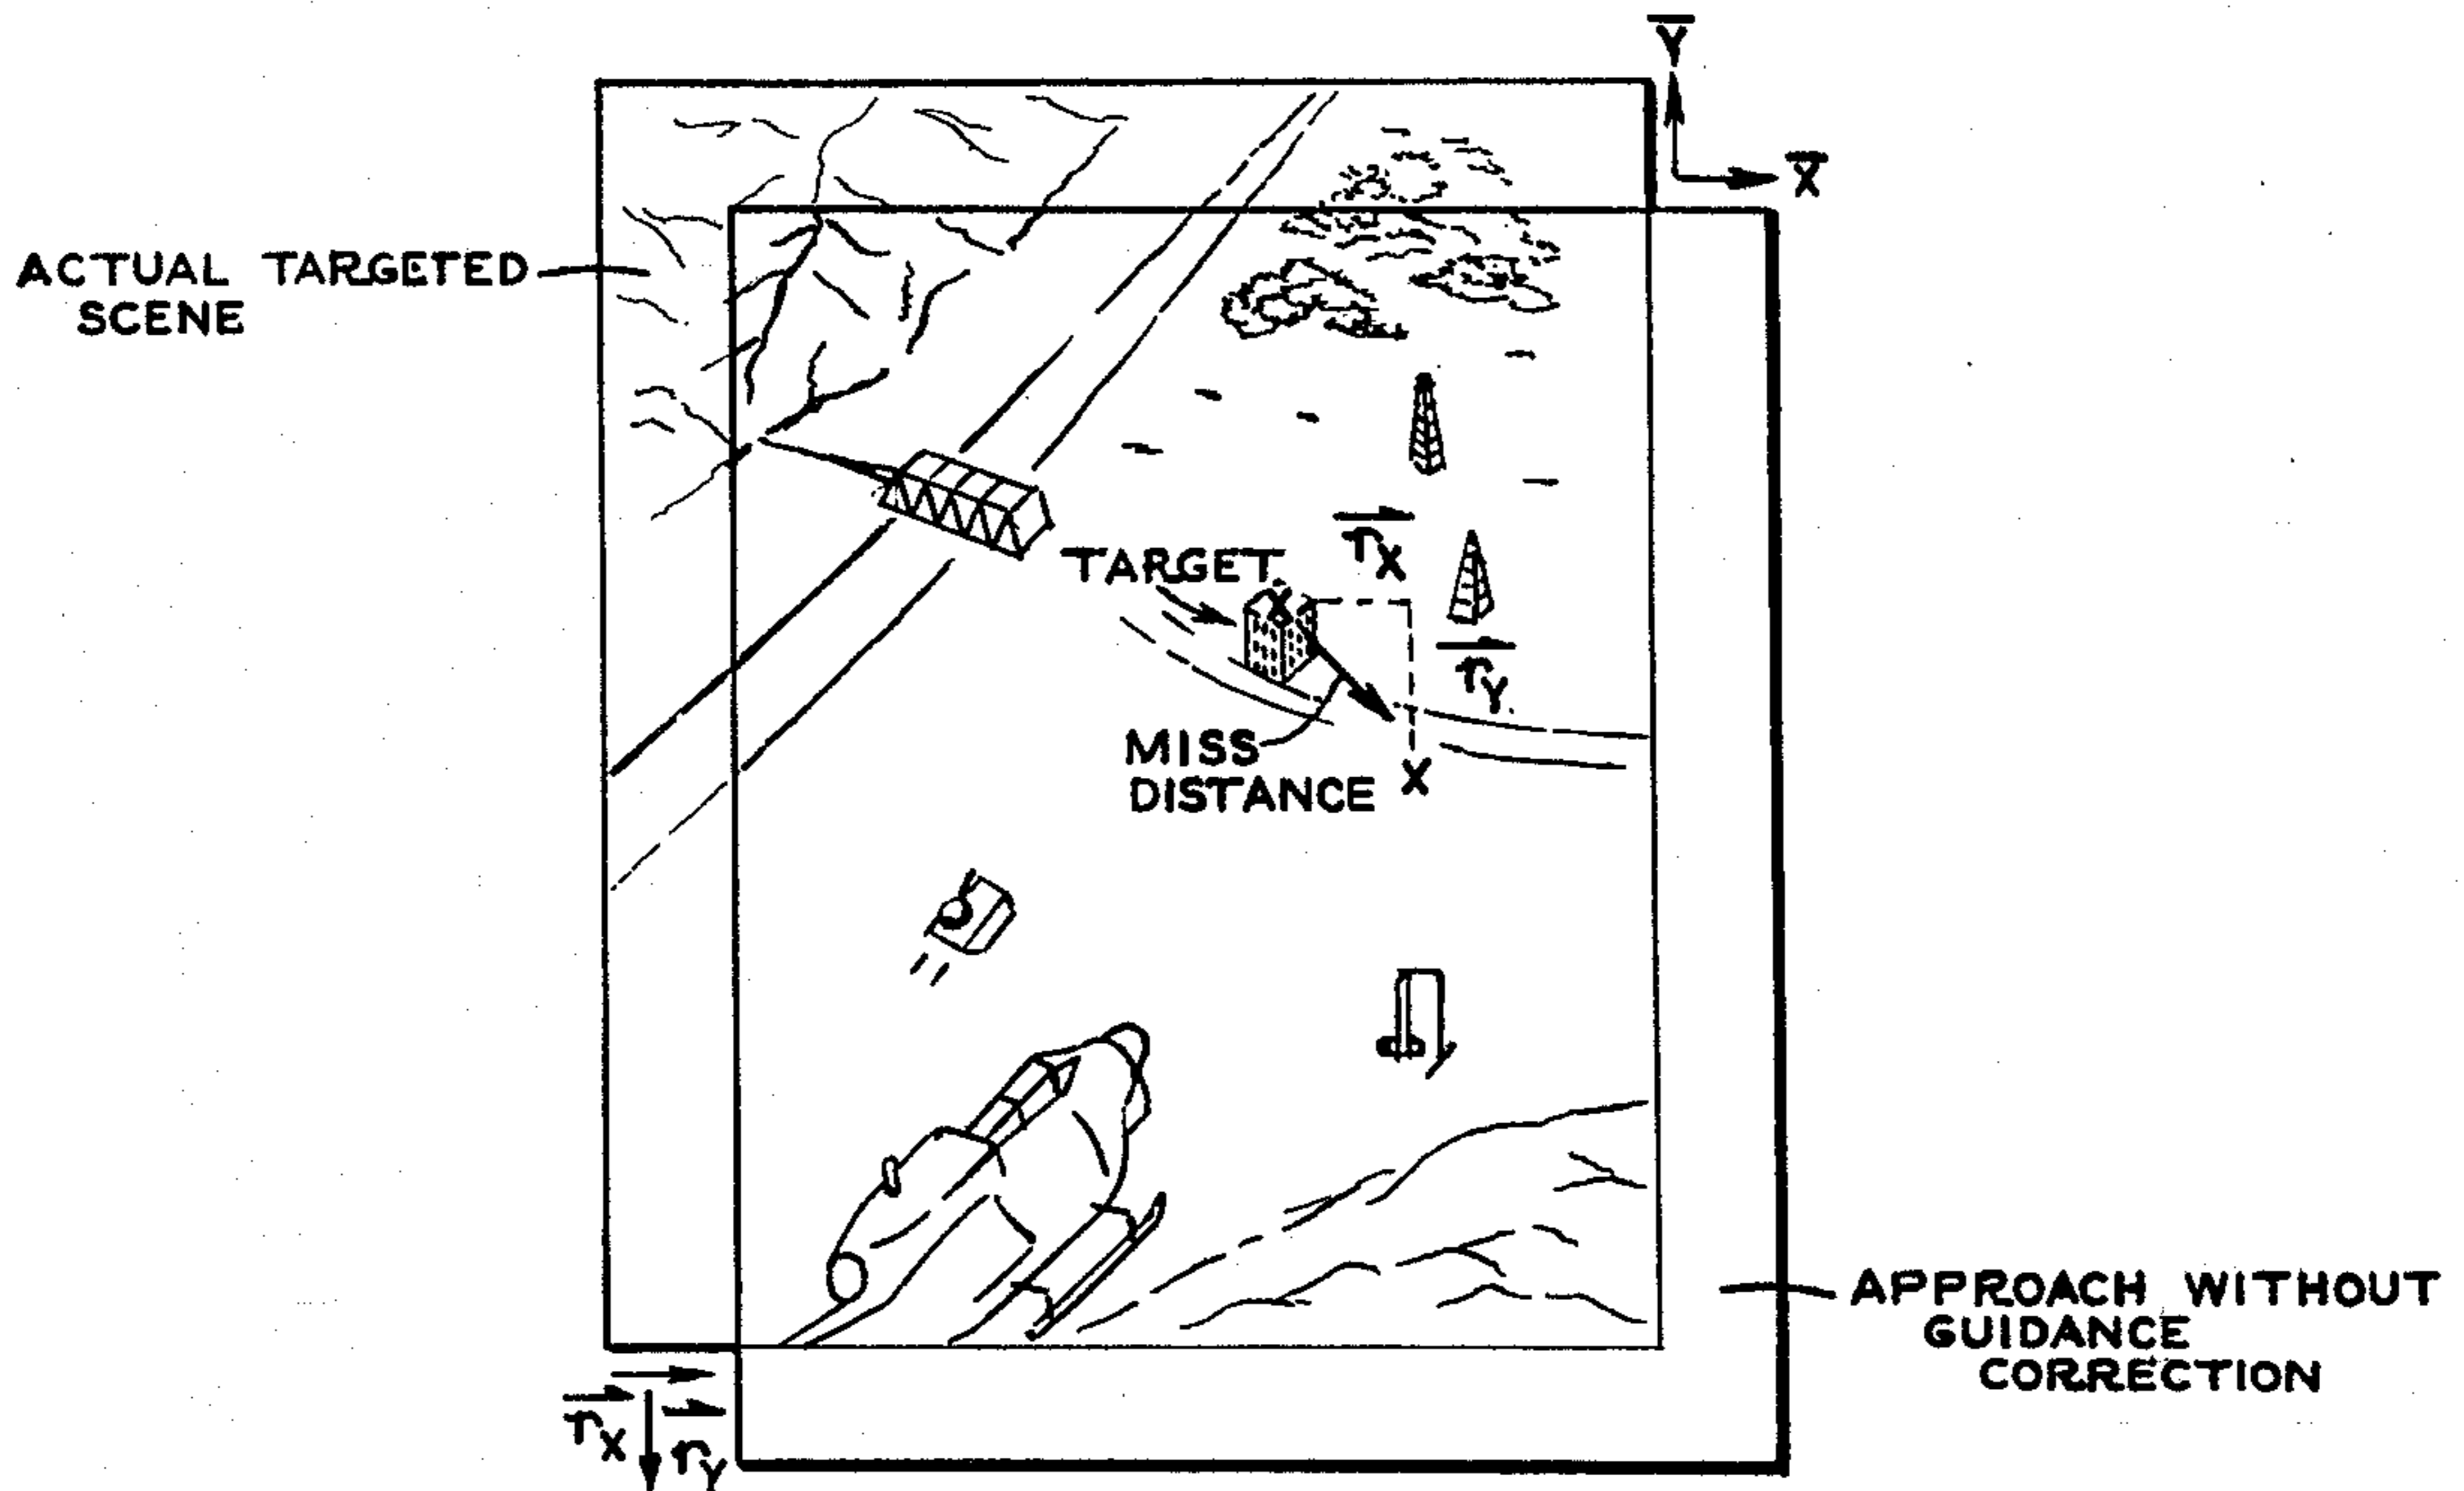 Y
X
ACTUAL TARGETED
SCENE
TARGET
rX
X
rY
MISS
DISTANCE
X
APPROACH WITHOUT
GUIDANCE
CORRECTION
rX
rY